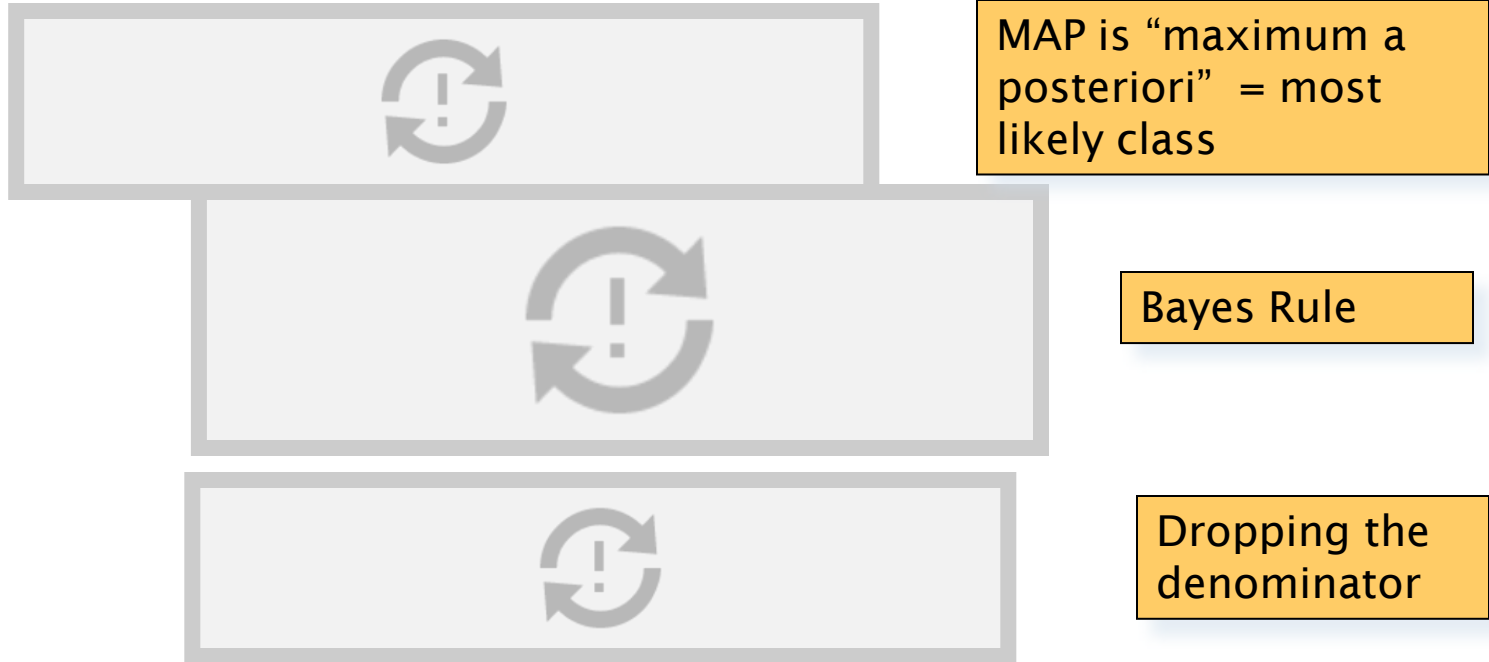 MAP is “maximum a
posteriori”  = most
likely class
Bayes Rule
Dropping the
denominator